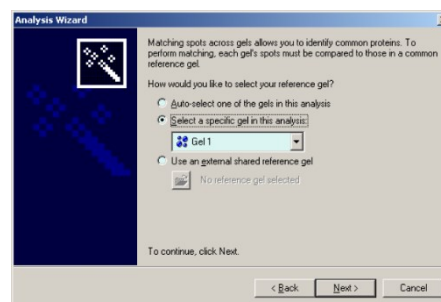 Analysis Wizard
Matching spots across gels allows you to identify common proteins. To
perform matching, each gel's spots must be compared to those in a common
reference gel.
How would you like to select your reference gel?
Auto-select one of the gels in this analysis
Select a specific gel in this analysis:
Gel 1
Use an external shared reference gel
No reference gel selected
To continue, click Next.
< Back
Next >
Cancel